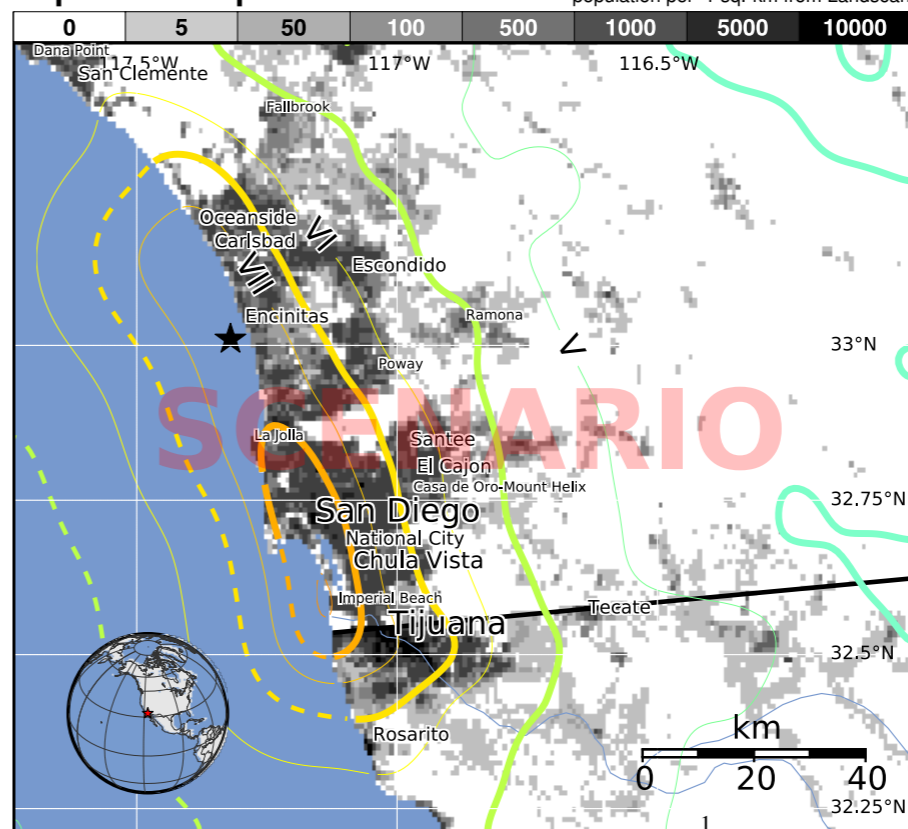 population per ~1 sq. km from Landscan
0 5 50 100 500 1000 5000 10000
Dana Point
117.5°W 117°W 116.5°W
San Clemente
Fallbrook
Oceanside
VI
Carlsbad
Escondido
VII
Encinitas
Ramona
V
33°N
Poway
SCENARIO
La Jolla
Santee
El Cajon
Casa de Oro-Mount Helix
32.75°N
San Diego
National City
Chula Vista
Imperial Beach
Tecate
Tijuana
32.5°N
Rosarito
km
0 20 40
32.25°N